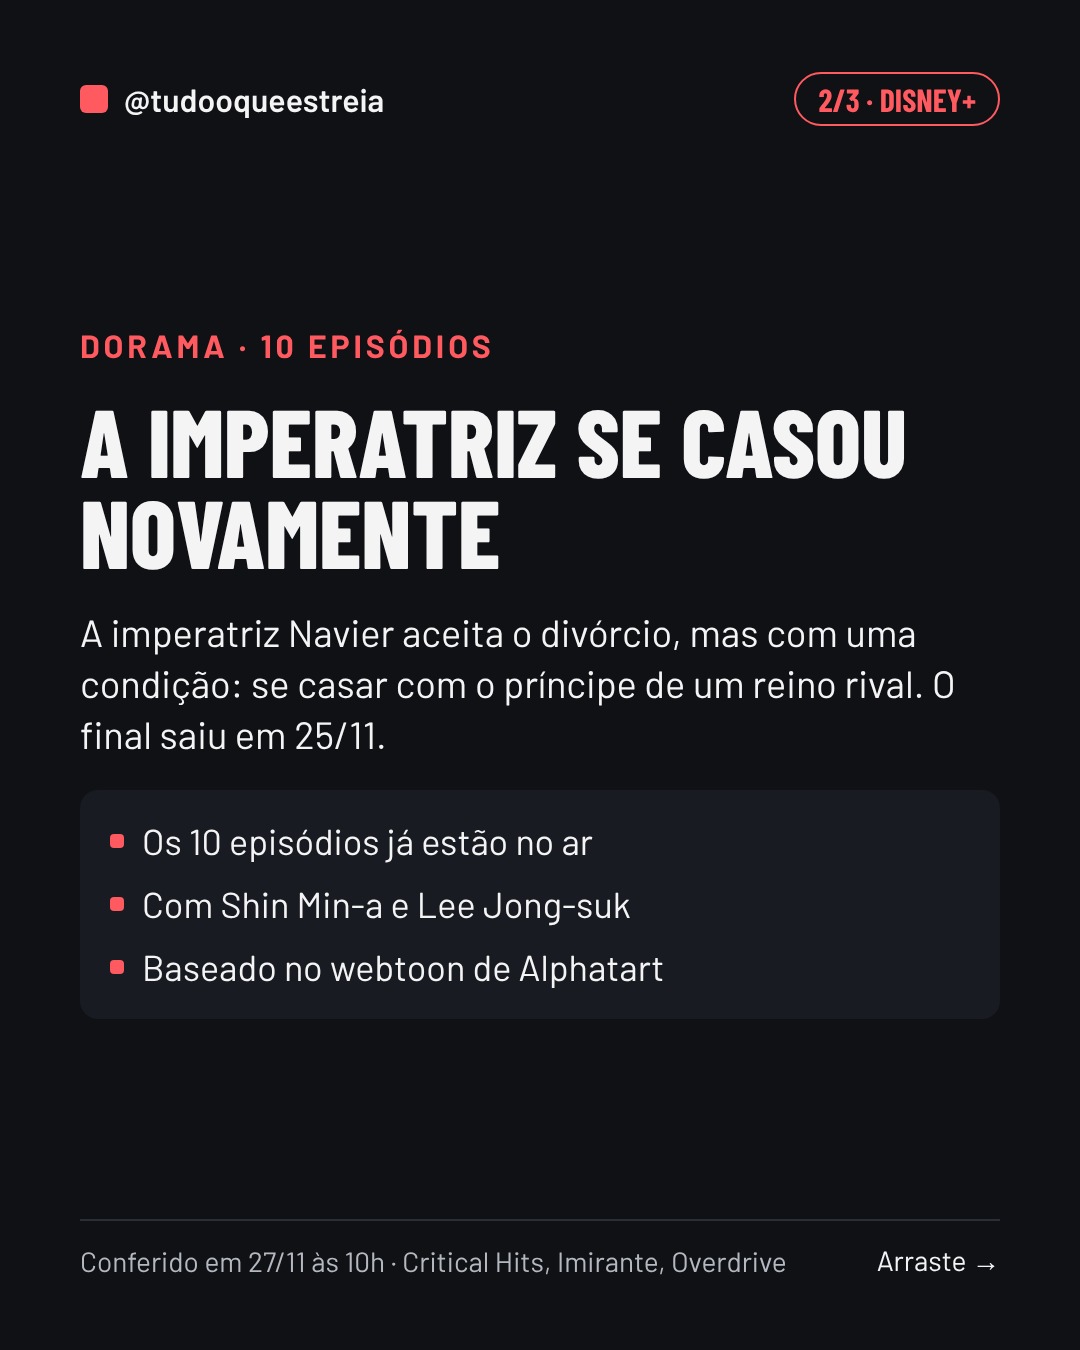 @tudooqueestreia
2/3 · DISNEY+
DORAMA · 10 EPISÓDIOS
A IMPERATRIZ SE CASOU
NOVAMENTE
A imperatriz Navier aceita o divórcio, mas com uma
condição: se casar com o príncipe de um reino rival. O
final saiu em 25/11.
Os 10 episódios já estão no ar
Com Shin Min-a e Lee Jong-suk
Baseado no webtoon de Alphatart
Conferido em 27/11 às 10h · Critical Hits, Imirante, Overdrive
Arraste →